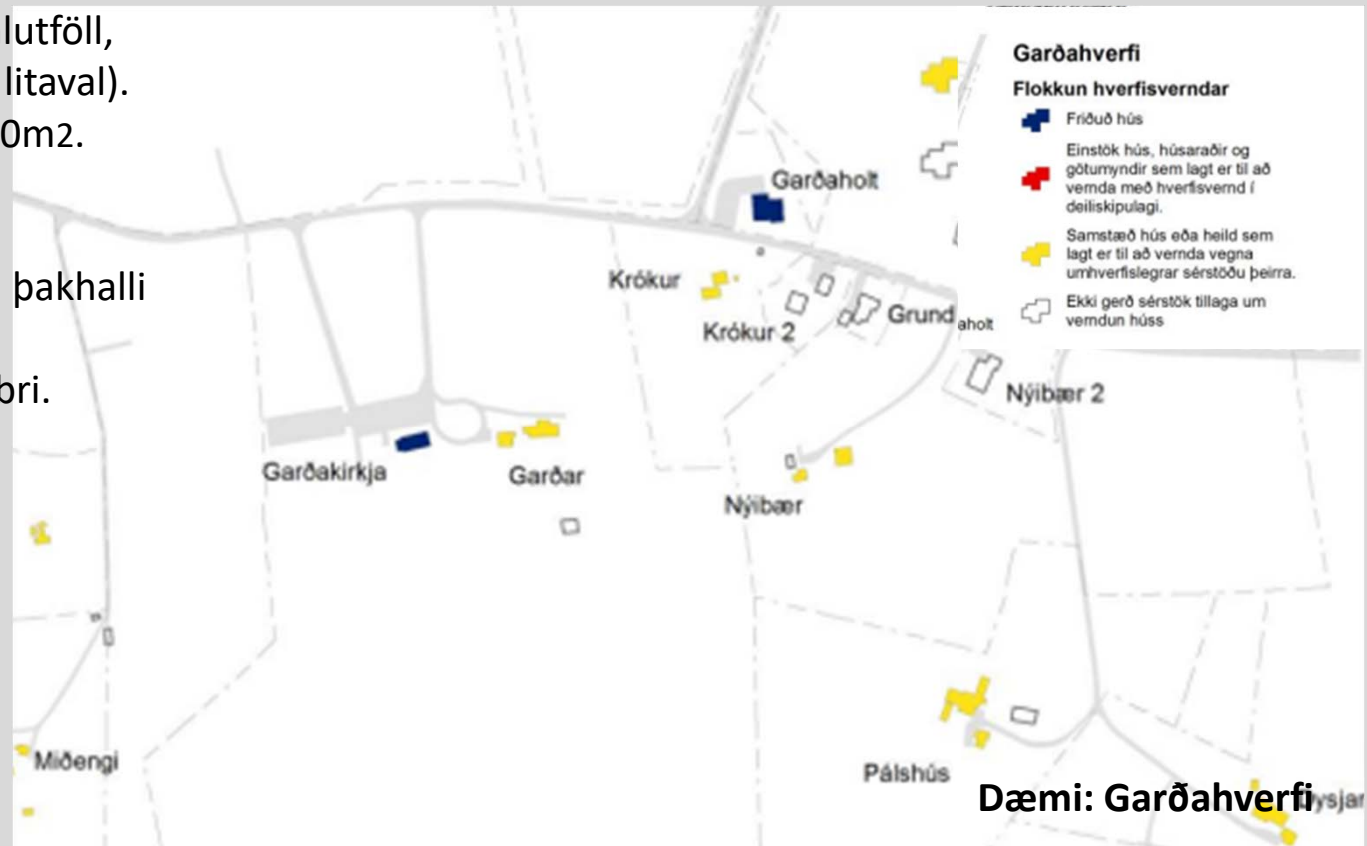 lutföll,
litaval).
0m2.
þakhalli
bri.
Garðahverfi
Flokkun hverfisverndar
Friðuð hús
Einstök hús, húsaraðir og
götumyndir sem lagt er til að
vernda með hverfisvernd í
deiliskipulagi.
Samstæð hús eða heild sem
lagt er til að vernda vegna
umhverfislegrar sérstöðu þeirra.
Ekki gerð sérstök tillaga um
verndun húss
Garðaholt
Krókur
Krókur 2
Grund
aholt
Nýibær 2
Garðakirkja
Garðar
Nýibær
Miðengi
Pálshús
Dysjar
Dæmi: Garðahverfi